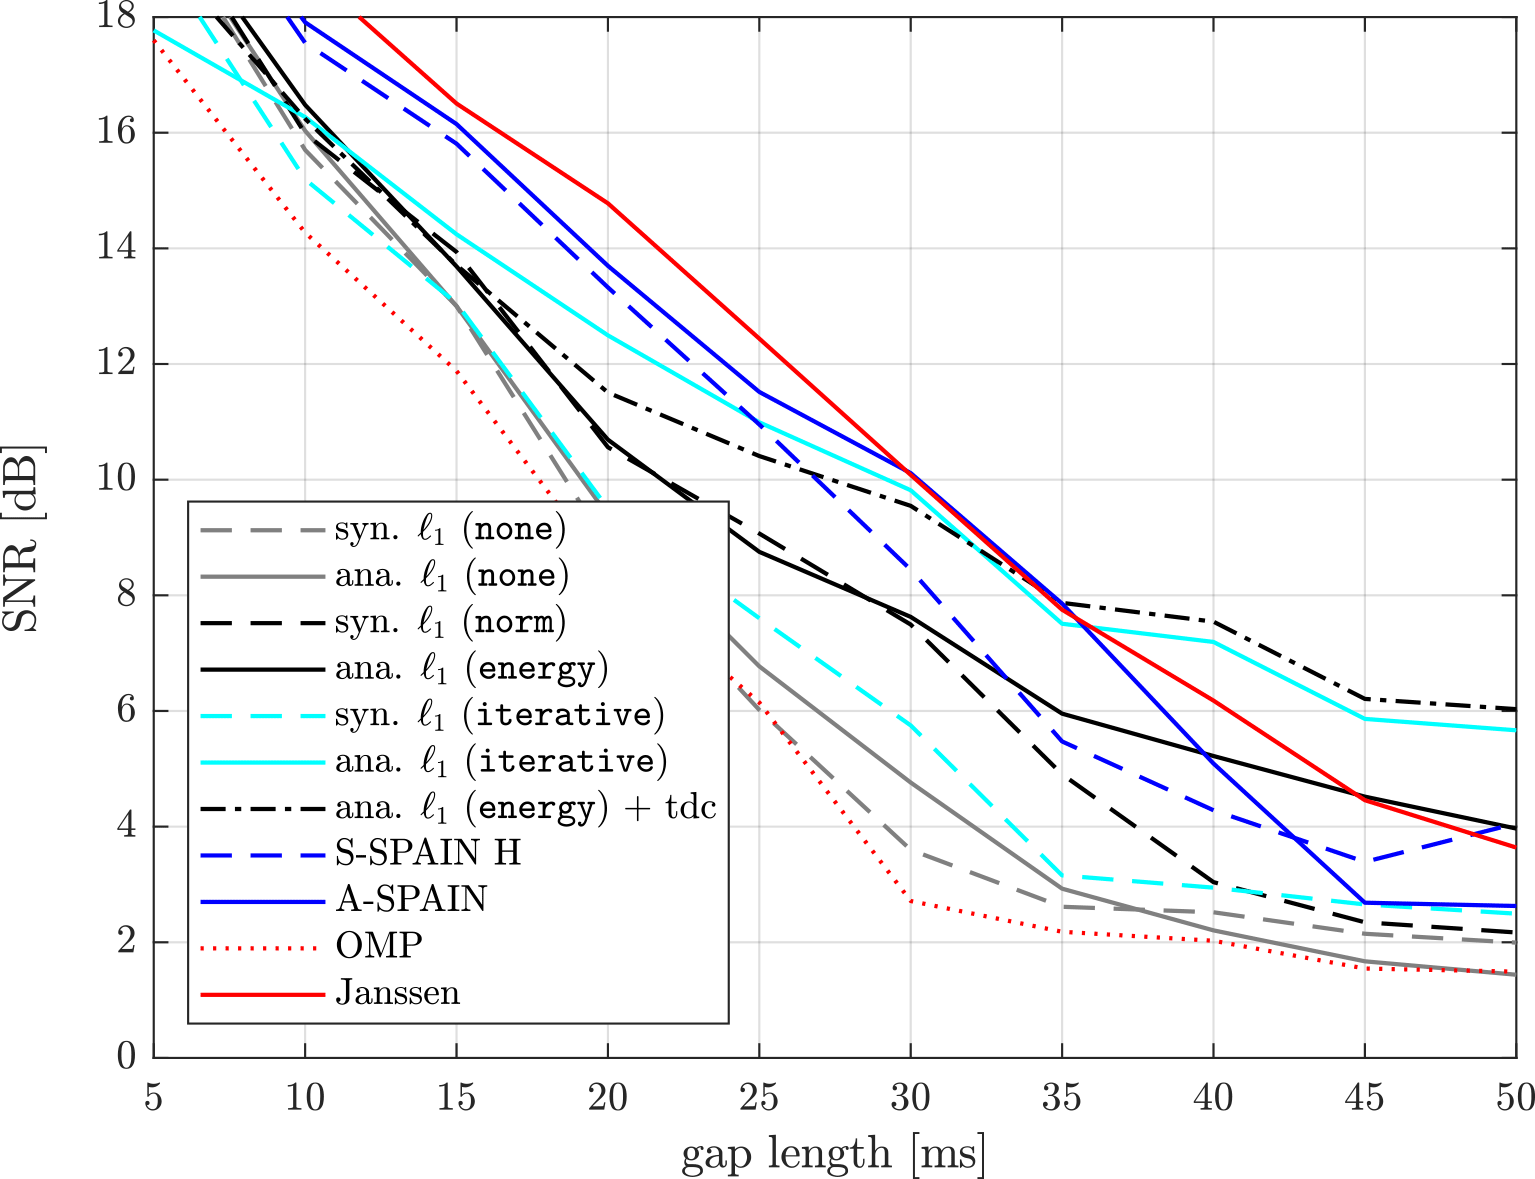 18
16
14
12
10
8
6
4
2
0
SNR [dB]
syn. ℓ₁ (none)
ana. ℓ₁ (none)
syn. ℓ₁ (norm)
ana. ℓ₁ (energy)
syn. ℓ₁ (iterative)
ana. ℓ₁ (iterative)
ana. ℓ₁ (energy) + tdc
S-SPAIN H
A-SPAIN
OMP
Janssen
5 10 15 20 25 30 35 40 45 50
gap length [ms]